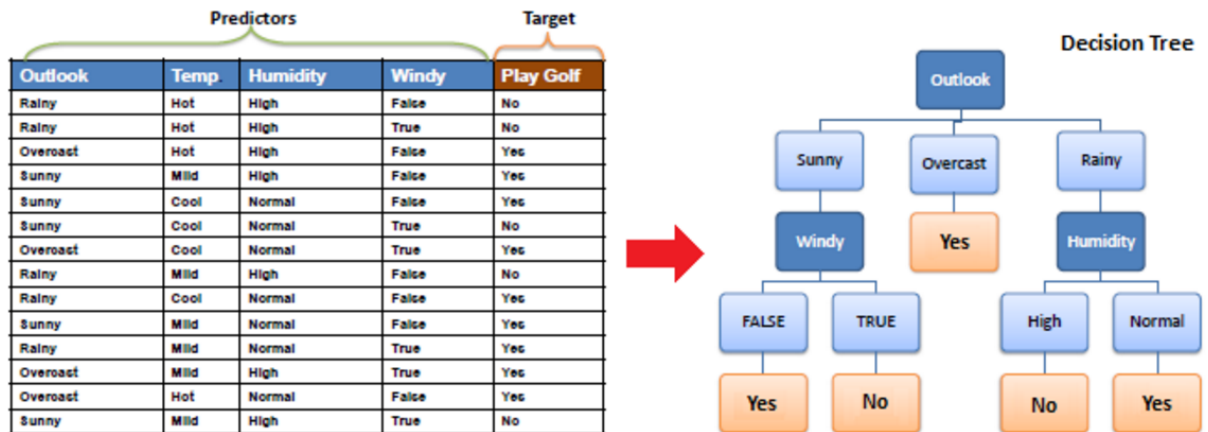 Predictors
Target
Outlook Temp. Humidity Windy Play Golf
Rainy Hot High False No
Rainy Hot High True No
Overcast Hot High False Yes
Sunny Mild High False Yes
Sunny Cool Normal False Yes
Sunny Cool Normal True No
Overcast Cool Normal True Yes
Rainy Mild High False No
Rainy Cool Normal False Yes
Sunny Mild Normal False Yes
Rainy Mild Normal True Yes
Overcast Mild High True Yes
Overcast Hot Normal False Yes
Sunny Mild High True No
Decision Tree
Outlook
Sunny Overcast Rainy
Windy Yes Humidity
FALSE TRUE High Normal
Yes No No Yes